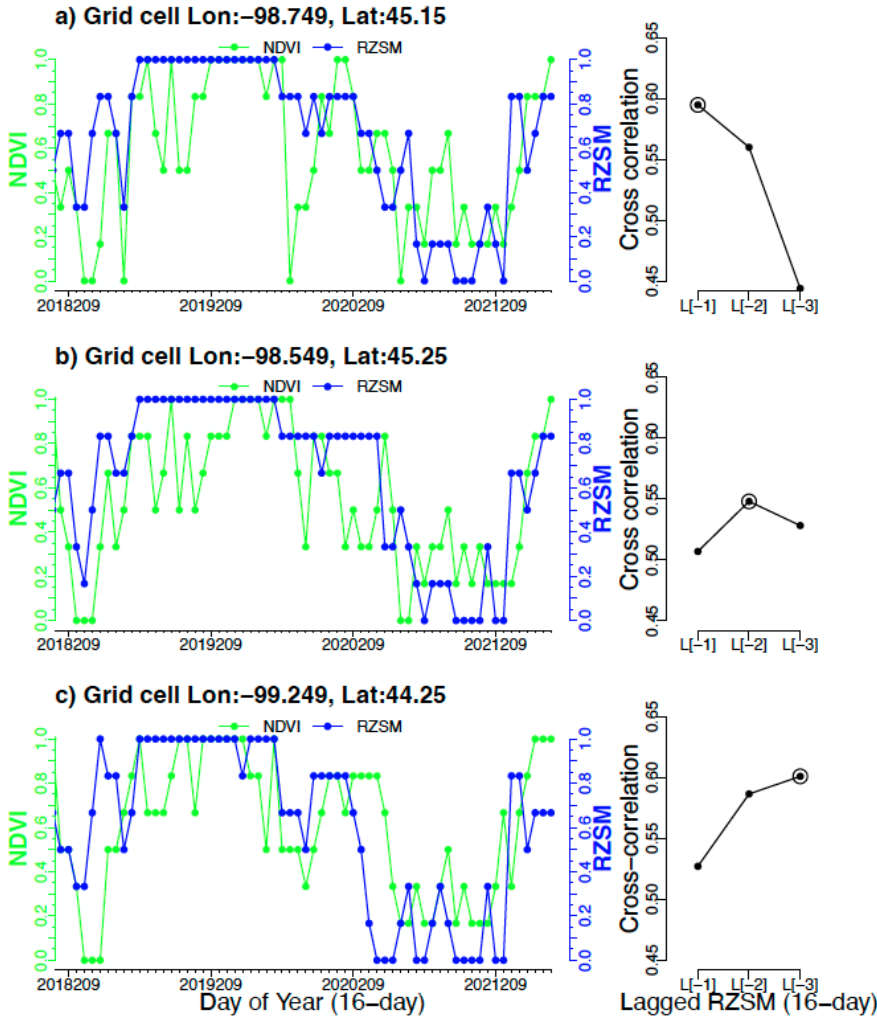 a) Grid cell Lon:−98.749, Lat:45.15
NDVI RZSM
NDVI
0.0 0.2 0.4 0.6 0.8 1.0
RZSM
0.0 0.2 0.4 0.6 0.8 1.0
2018209 2019209 2020209 2021209
Cross correlation
0.45 0.50 0.55 0.60 0.65
L[−1] L[−2] L[−3]
b) Grid cell Lon:−98.549, Lat:45.25
NDVI RZSM
NDVI
0.0 0.2 0.4 0.6 0.8 1.0
RZSM
0.0 0.2 0.4 0.6 0.8 1.0
2018209 2019209 2020209 2021209
Cross correlation
0.45 0.50 0.55 0.60 0.65
L[−1] L[−2] L[−3]
c) Grid cell Lon:−99.249, Lat:44.25
NDVI RZSM
NDVI
0.0 0.2 0.4 0.6 0.8 1.0
RZSM
0.0 0.2 0.4 0.6 0.8 1.0
2018209 2019209 2020209 2021209
Day of Year (16−day)
Cross−correlation
0.45 0.50 0.55 0.60 0.65
L[−1] L[−2] L[−3]
Lagged RZSM (16−day)